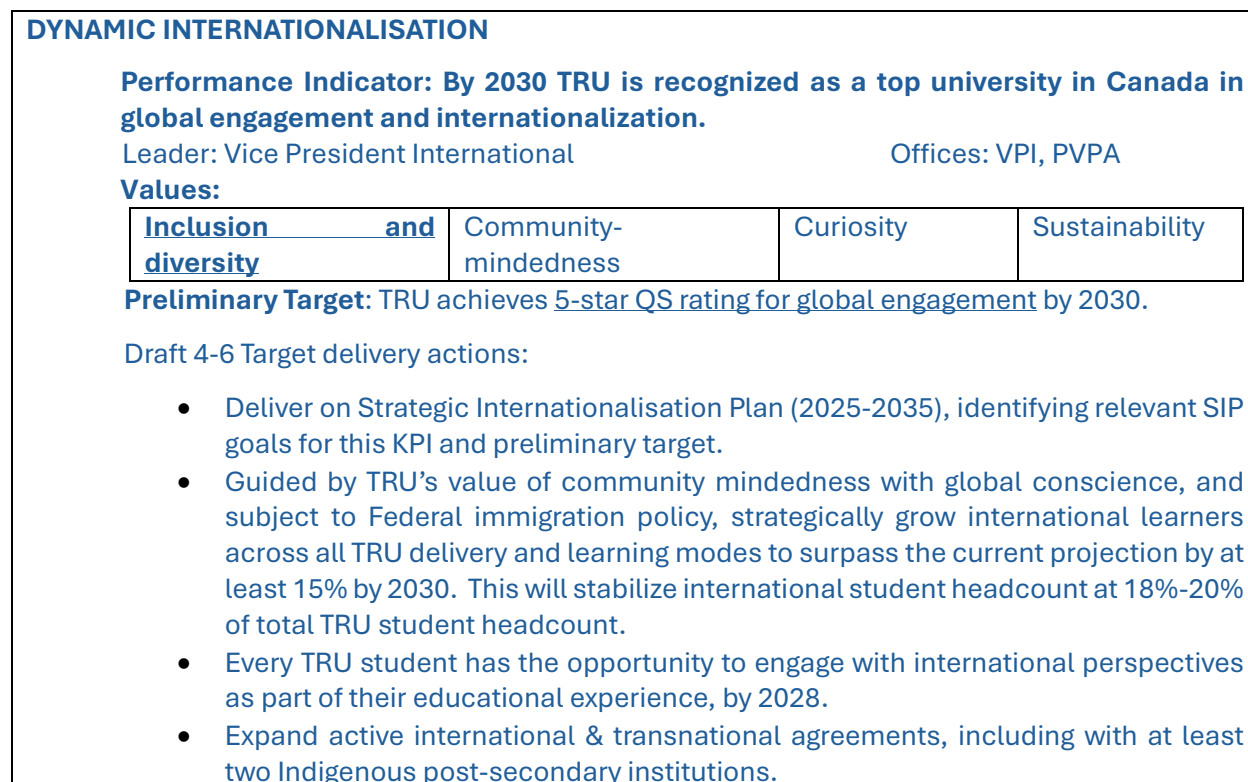 DYNAMIC INTERNATIONALISATION
Performance Indicator: By 2030 TRU is recognized as a top university in Canada in
global engagement and internationalization.
Leader: Vice President International Offices: VPI, PVPA
Values:
Inclusion and diversity Community-mindedness Curiosity Sustainability
Preliminary Target: TRU achieves 5-star QS rating for global engagement by 2030.
Draft 4-6 Target delivery actions:
• Deliver on Strategic Internationalisation Plan (2025-2035), identifying relevant SIP
goals for this KPI and preliminary target.
• Guided by TRU’s value of community mindedness with global conscience, and
subject to Federal immigration policy, strategically grow international learners
across all TRU delivery and learning modes to surpass the current projection by at
least 15% by 2030. This will stabilize international student headcount at 18%-20%
of total TRU student headcount.
• Every TRU student has the opportunity to engage with international perspectives
as part of their educational experience, by 2028.
• Expand active international & transnational agreements, including with at least
two Indigenous post-secondary institutions.